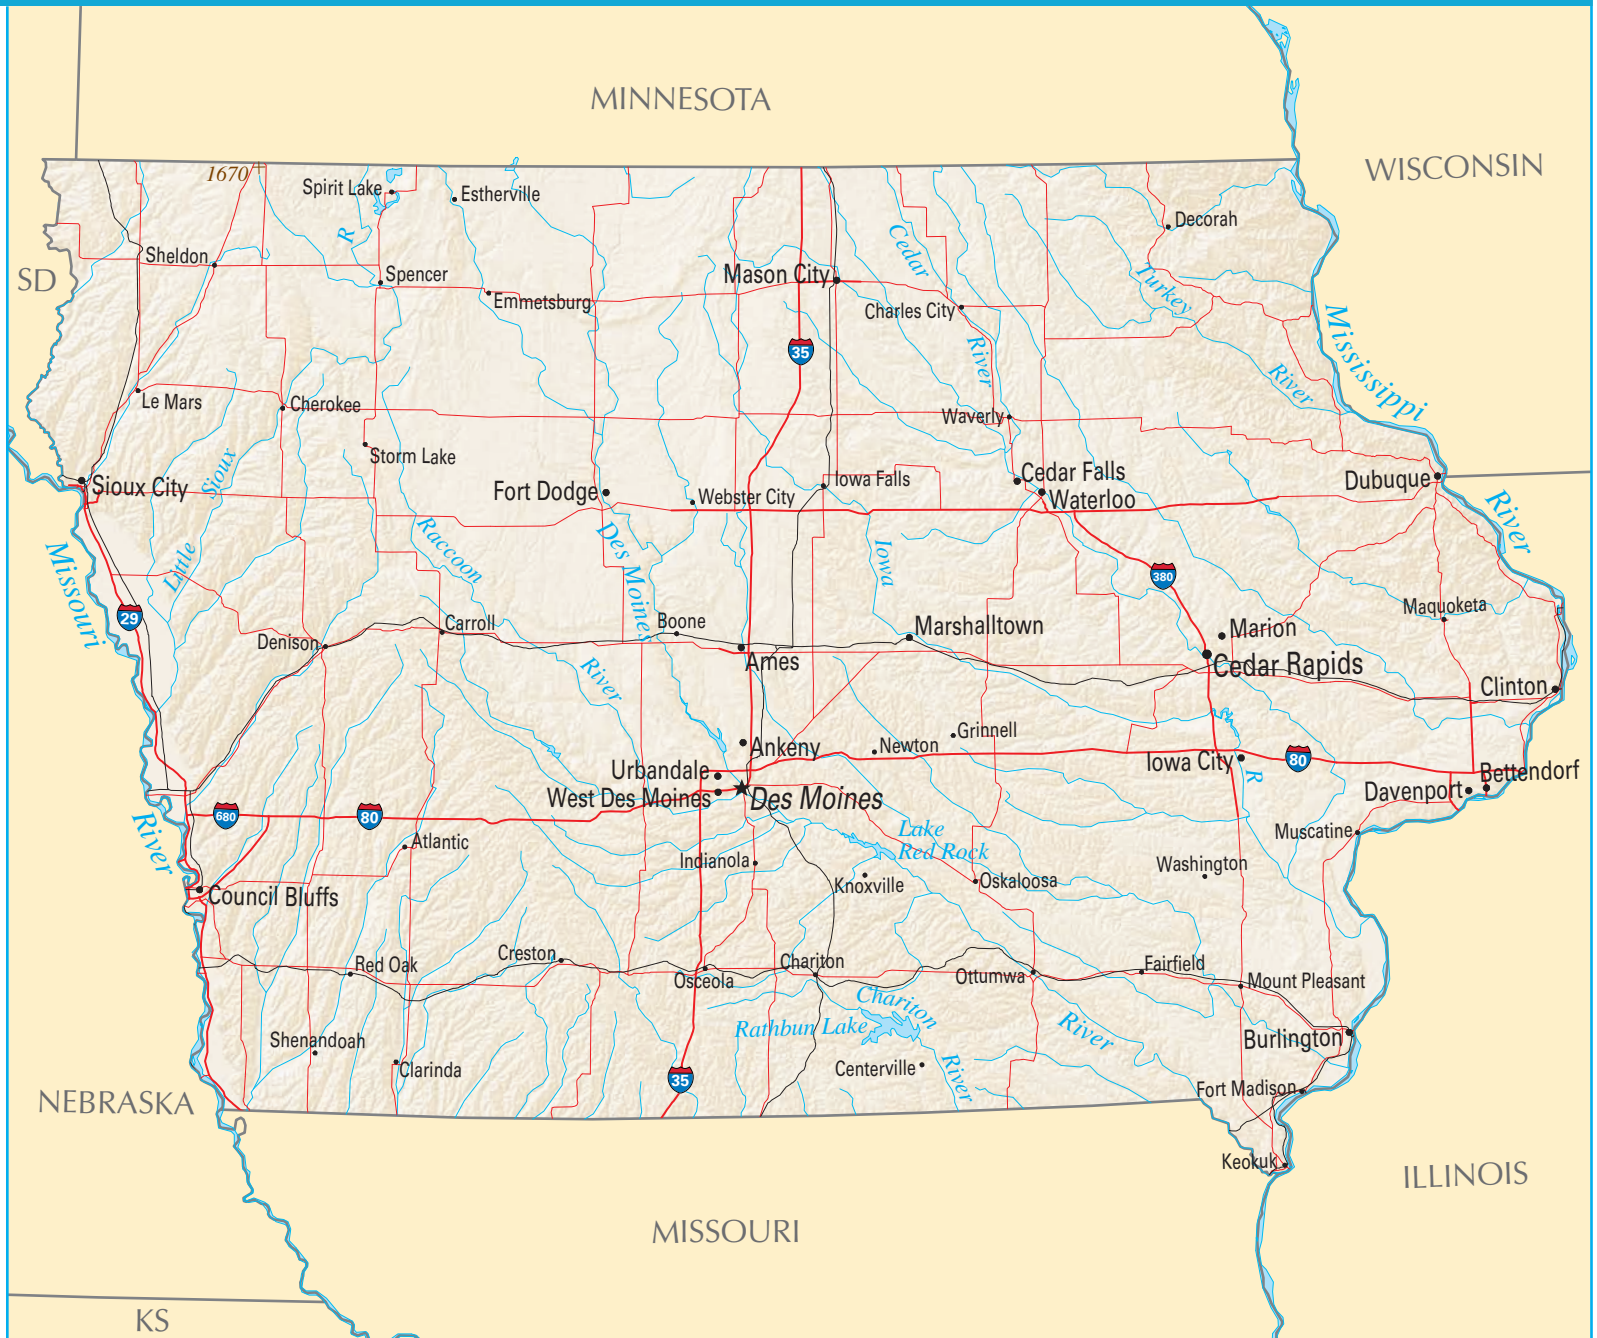 MINNESOTA
WISCONSIN
1670
Spirit Lake
Estherville
Decorah
R
Cedar
Sheldon
SD
Spencer
Mason City
Turkey
Emmetsburg
Charles City
Mississippi
35
River
River
Le Mars
Cherokee
Waverly
Storm Lake
Sioux
Cedar Falls
Iowa Falls
Dubuque
Sioux City
Fort Dodge
Webster City
Waterloo
River
Raccoon
Des Moines
Iowa
Little
Missouri
380
29
Maquoketa
Carroll
Boone
Marshalltown
Marion
Denison
Ames
Cedar Rapids
River
Clinton
Grinnell
Ankeny
Newton
Iowa City
80
R
Urbandale
Bettendorf
West Des Moines
Des Moines
Davenport
680
80
River
Lake
Red Rock
Muscatine
Atlantic
Indianola
Washington
Knoxville
Oskaloosa
Council Bluffs
Creston
Red Oak
Chariton
Fairfield
Osceola
Ottumwa
Mount Pleasant
Chariton
Rathbun Lake
River
Burlington
Shenandoah
Clarinda
Centerville
River
35
Fort Madison
NEBRASKA
Keokuk
ILLINOIS
MISSOURI
KS